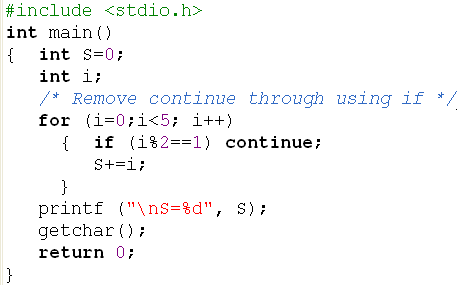 #include <stdio.h>
int main()
{  int S=0;
   int i;
   /* Remove continue through using if */
   for (i=0;i<5; i++)
     {  if (i%2==1) continue;
        S+=i;
     }
   printf ("\nS=%d", S);
   getchar();
   return 0;
}